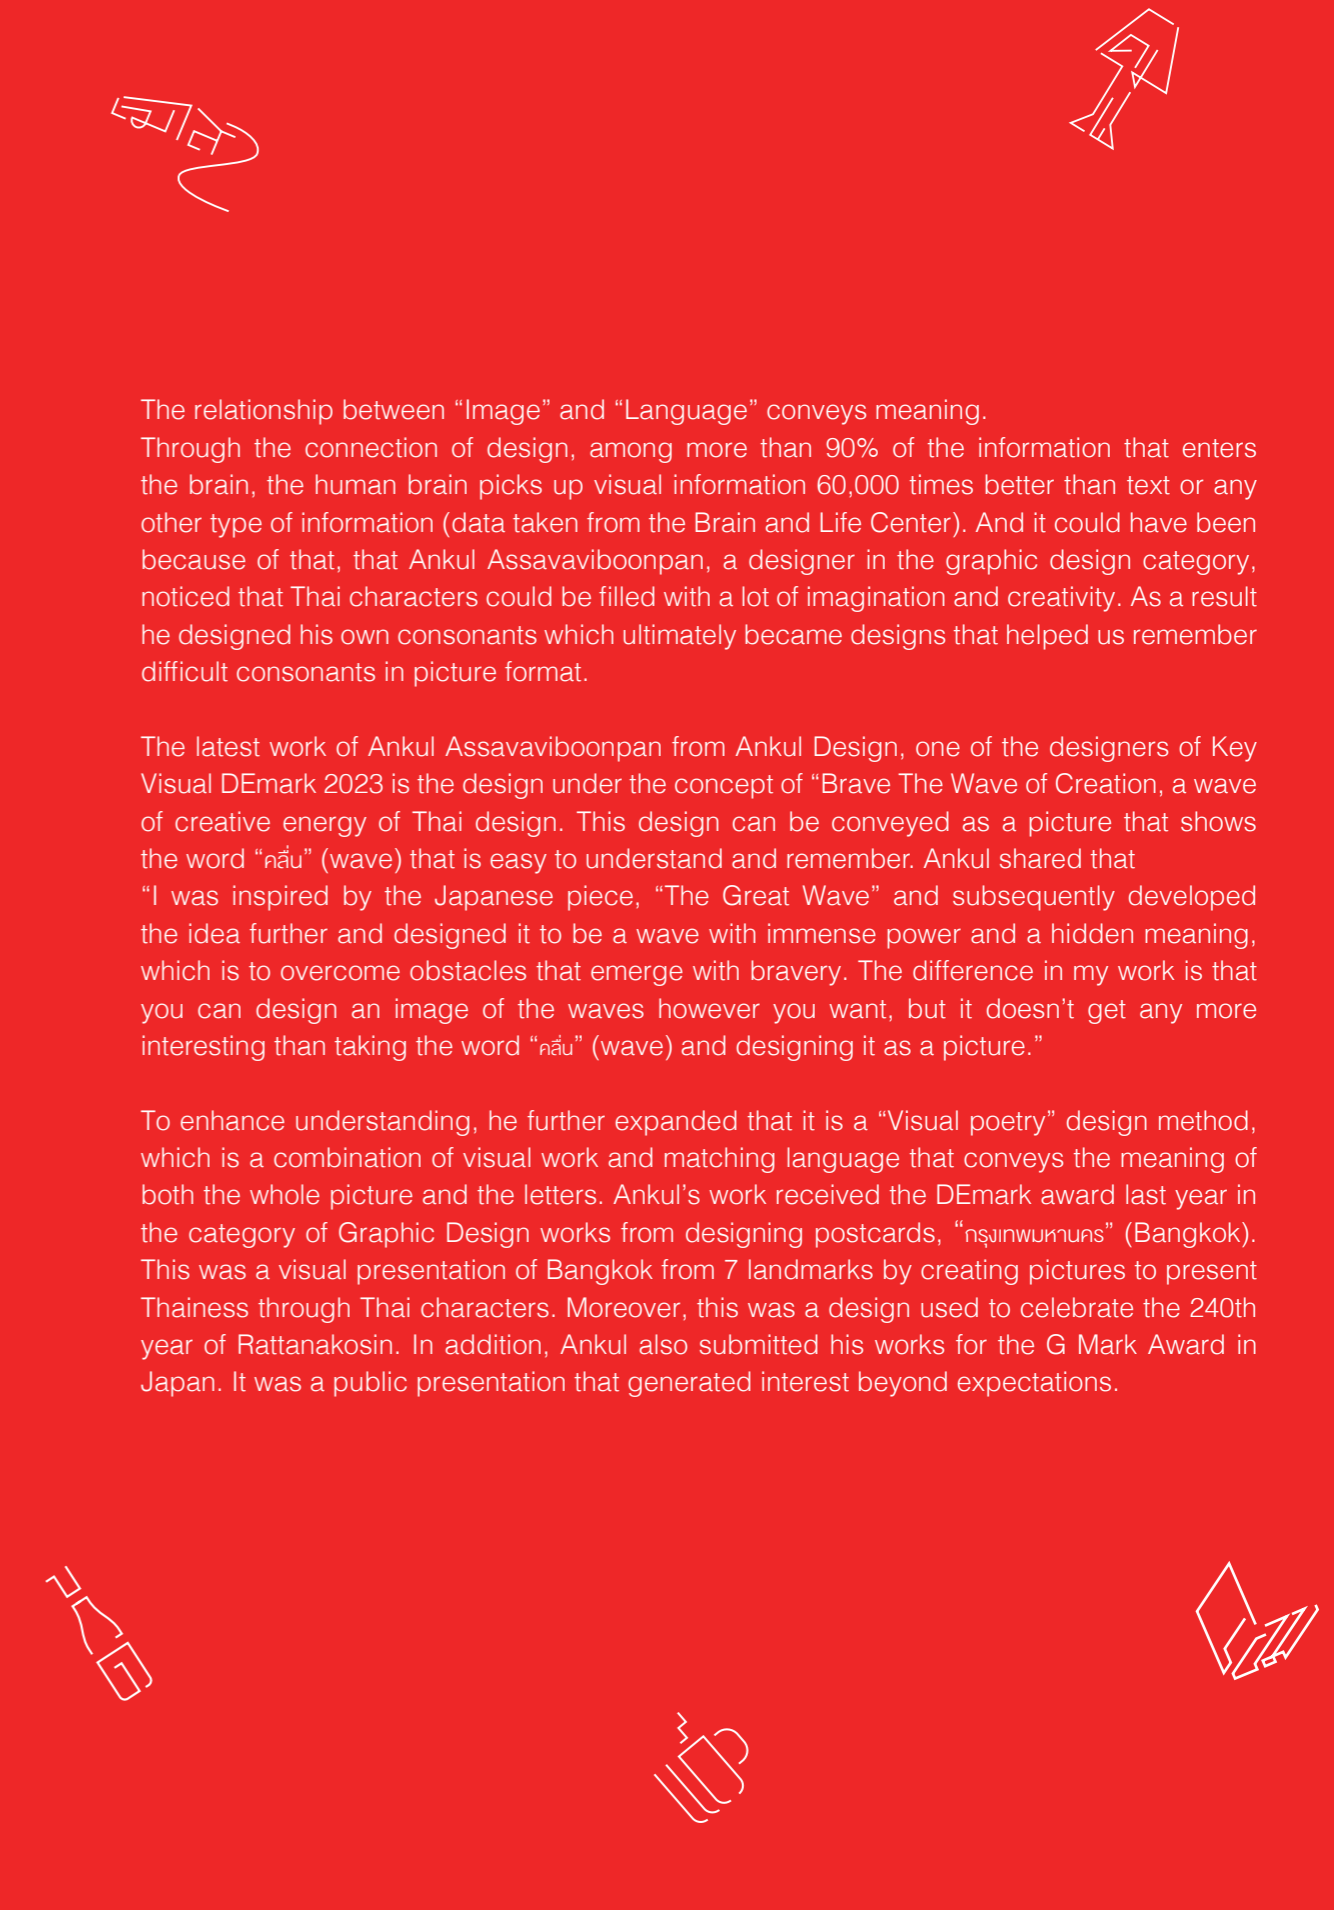 The relationship between “Image” and “Language” conveys meaning.
Through the connection of design, among more than 90% of the information that enters
the brain, the human brain picks up visual information 60,000 times better than text or any
other type of information (data taken from the Brain and Life Center). And it could have been
because of that, that Ankul Assavaviboonpan, a designer in the graphic design category,
noticed that Thai characters could be filled with a lot of imagination and creativity. As a result
he designed his own consonants which ultimately became designs that helped us remember
difficult consonants in picture format.
The latest work of Ankul Assavaviboonpan from Ankul Design, one of the designers of Key
Visual DEmark 2023 is the design under the concept of “Brave The Wave of Creation, a wave
of creative energy of Thai design. This design can be conveyed as a picture that shows
the word “คลื่น” (wave) that is easy to understand and remember. Ankul shared that
“I was inspired by the Japanese piece, “The Great Wave” and subsequently developed
the idea further and designed it to be a wave with immense power and a hidden meaning,
which is to overcome obstacles that emerge with bravery. The difference in my work is that
you can design an image of the waves however you want, but it doesn’t get any more
interesting than taking the word “คลื่น” (wave) and designing it as a picture.”
To enhance understanding, he further expanded that it is a “Visual poetry” design method,
which is a combination of visual work and matching language that conveys the meaning of
both the whole picture and the letters. Ankul’s work received the DEmark award last year in
the category of Graphic Design works from designing postcards, “กรุงเทพมหานคร” (Bangkok).
This was a visual presentation of Bangkok from 7 landmarks by creating pictures to present
Thainess through Thai characters. Moreover, this was a design used to celebrate the 240th
year of Rattanakosin. In addition, Ankul also submitted his works for the G Mark Award in
Japan. It was a public presentation that generated interest beyond expectations.